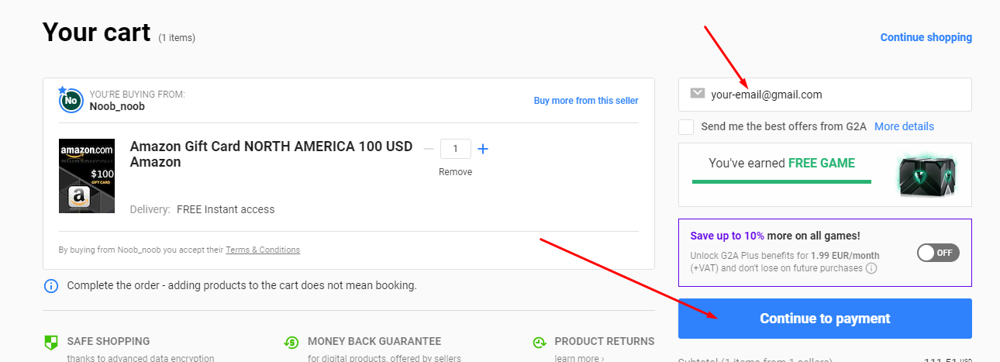 Your cart (1 items)
Continue shopping
No
YOU'RE BUYING FROM:
Noob_noob
Buy more from this seller
amazon.com
$100
GIFT CARD
a
Amazon Gift Card NORTH AMERICA 100 USD
Amazon
1
Remove
Delivery: FREE Instant access
By buying from Noob_noob you accept their Terms & Conditions
Complete the order - adding products to the cart does not mean booking.
SAFE SHOPPING
thanks to advanced data encryption
MONEY BACK GUARANTEE
for digital products, offered by sellers
PRODUCT RETURNS
learn more ›
your-email@gmail.com
Send me the best offers from G2A More details
You've earned FREE GAME
Save up to 10% more on all games!
Unlock G2A Plus benefits for 1.99 EUR/month
(+VAT) and don't lose on future purchases
OFF
Continue to payment
Subtotal (1 items from 1 sellers) 111.51 USD